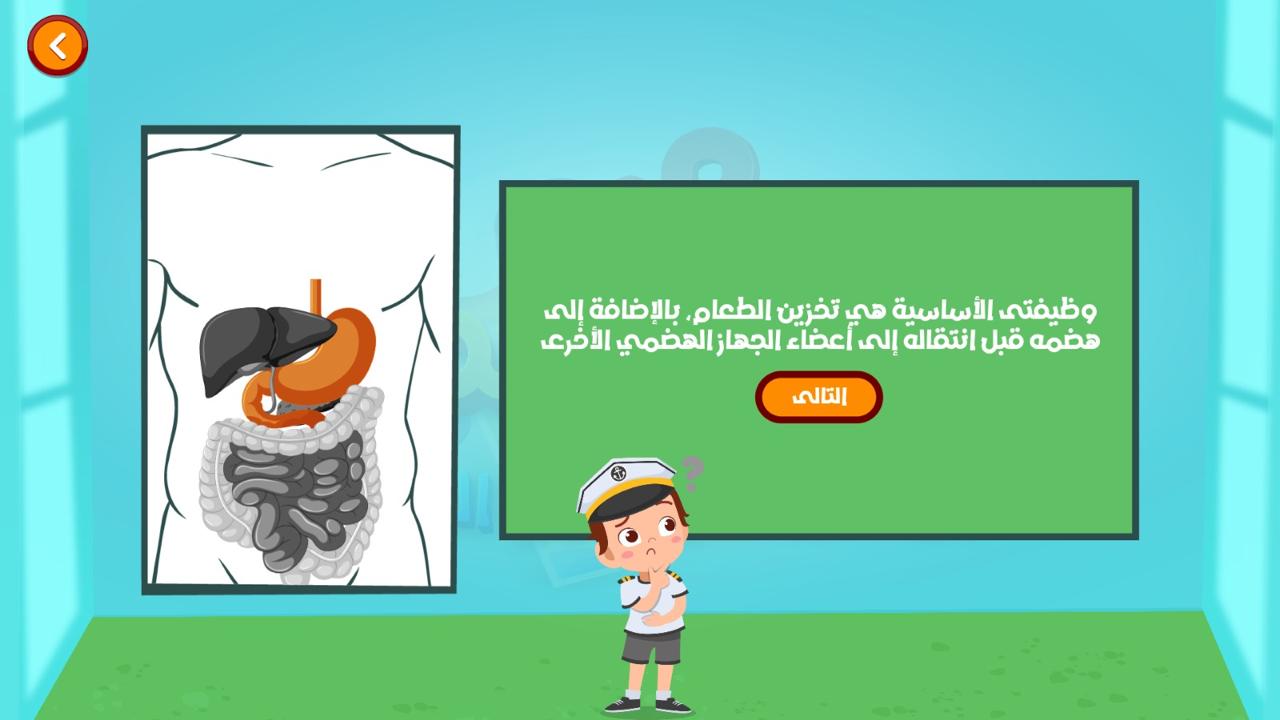 وظيفتى الأساسية هي تخزين الطعام، بالإضافة إلى
هضمه قبل انتقاله إلى أعضاء الجهاز الهضمي الأخرى
التالى
?